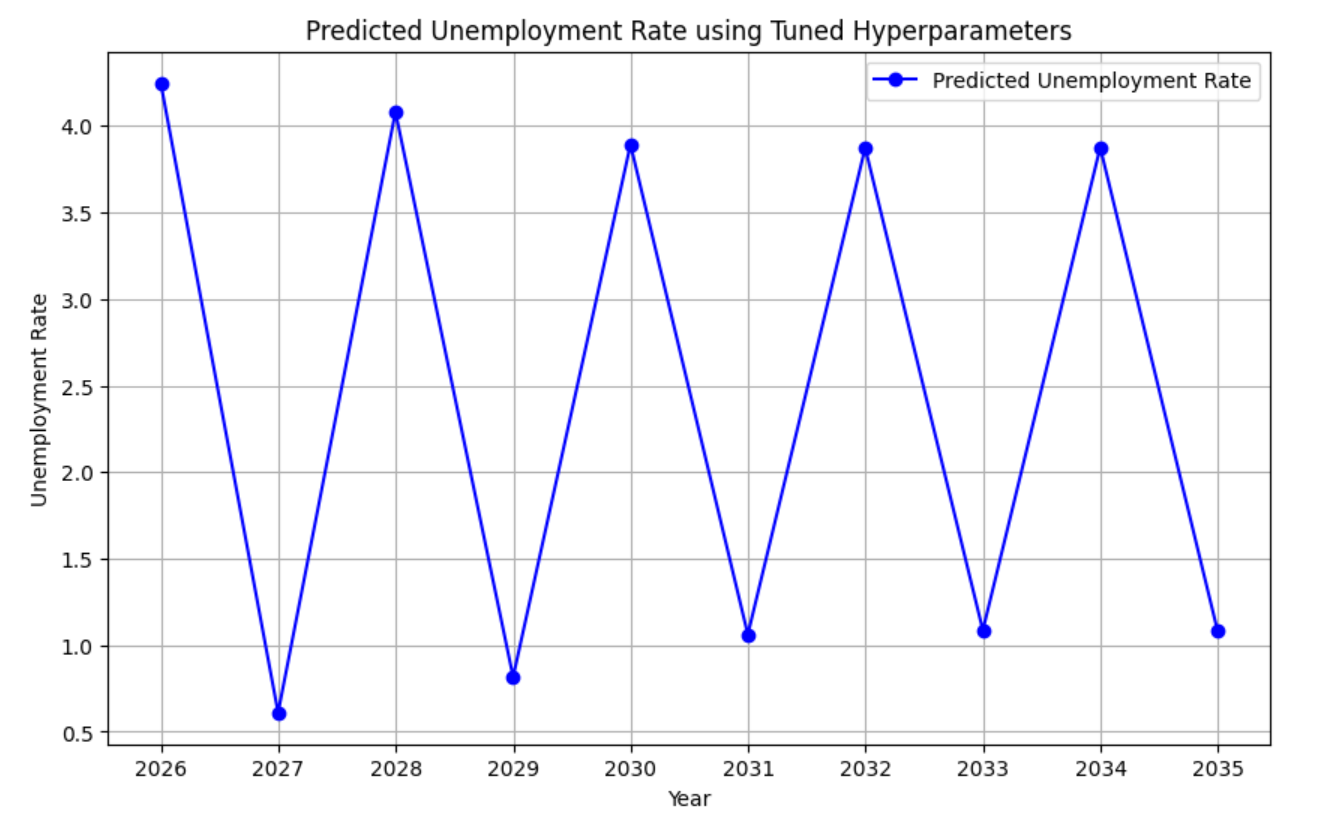 Predicted Unemployment Rate using Tuned Hyperparameters
Predicted Unemployment Rate
4.0
3.5
3.0
2.5
2.0
1.5
1.0
0.5
Unemployment Rate
2026 2027 2028 2029 2030 2031 2032 2033 2034 2035
Year